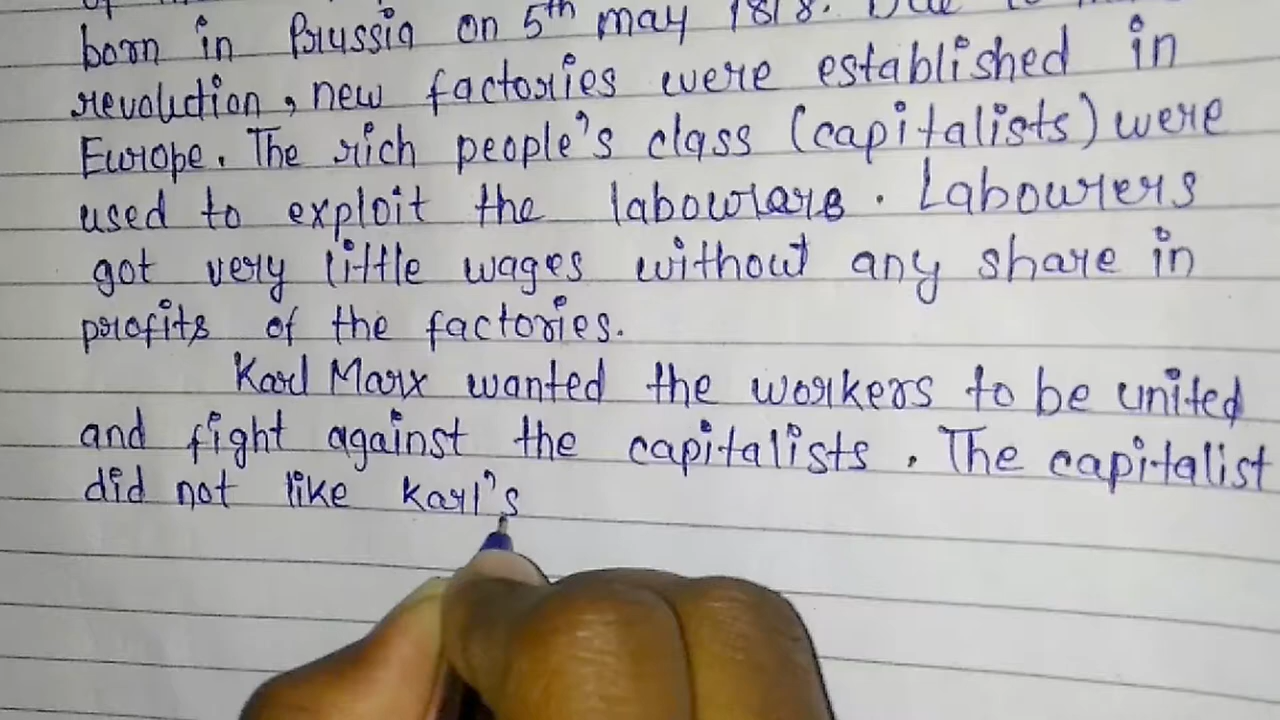 born in Prussia on 5th may 1818. Due to
revolution, new factories were established in
Europe. The rich people's class (capitalists) were
used to exploit the labourers. Labourers
got very little wages without any share in
profits of the factories.
Karl Marx wanted the workers to be united
and fight against the capitalists. The capitalist
did not like Karl's